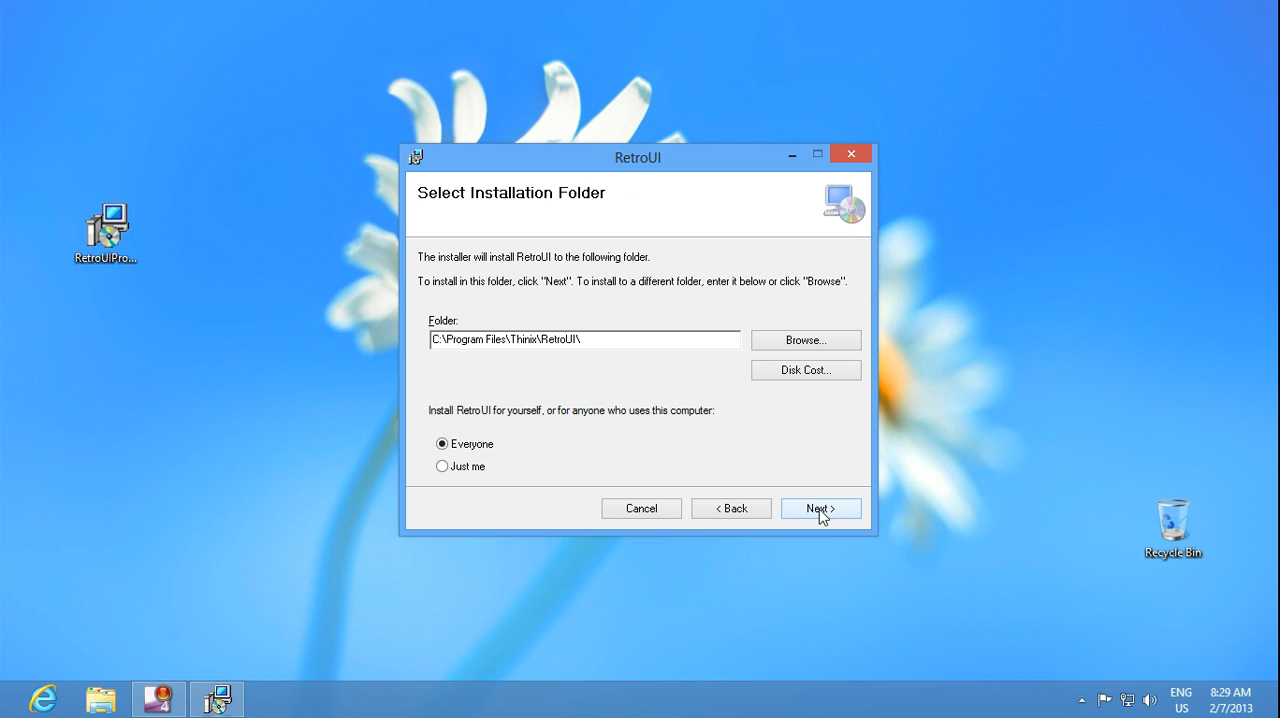 RetroUI
Select Installation Folder
The installer will install RetroUI to the following folder.
To install in this folder, click "Next". To install to a different folder, enter it below or click "Browse".
Folder:
C:\Program Files\Thinix\RetroUI\
Browse...
Disk Cost...
Install RetroUI for yourself, or for anyone who uses this computer:
Everyone
Just me
Cancel
< Back
Next >
RetroUIPro...
Recycle Bin
4
ENG
US
8:29 AM
2/7/2013